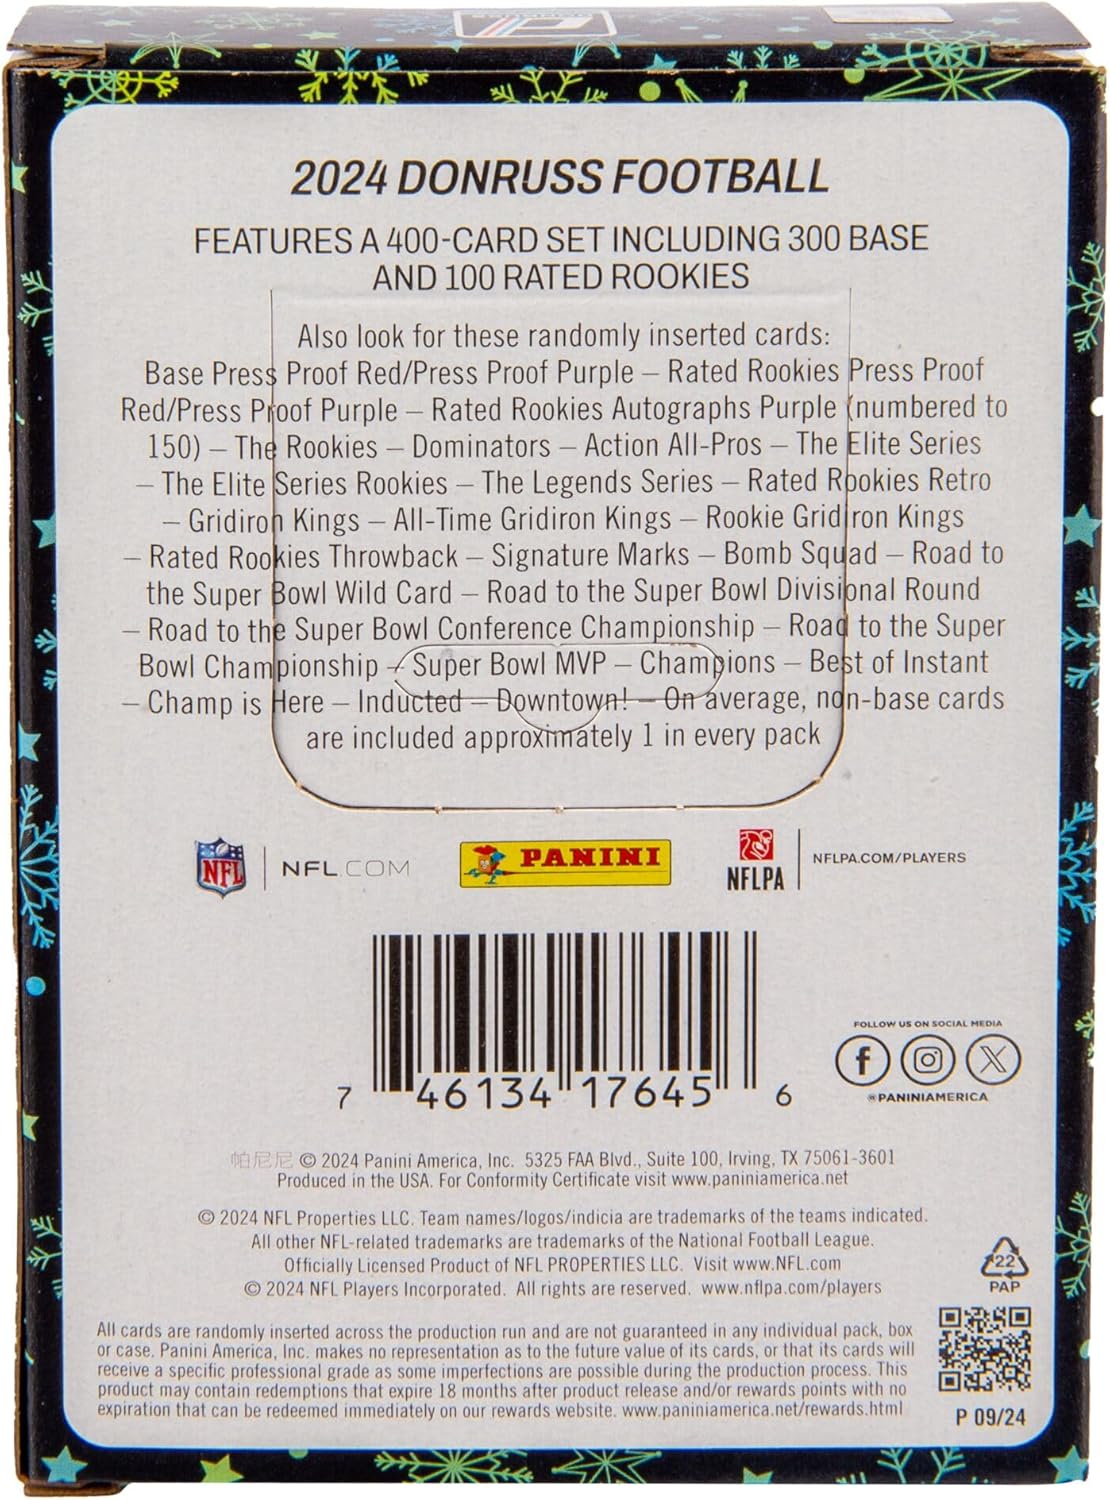 2024 DONRUSS FOOTBALL
FEATURES A 400-CARD SET INCLUDING 300 BASE
AND 100 RATED ROOKIES
Also look for these randomly inserted cards:
Base Press Proof Red/Press Proof Purple – Rated Rookies Press Proof
Red/Press Proof Purple – Rated Rookies Autographs Purple (numbered to
150) – The Rookies – Dominators – Action All-Pros – The Elite Series
– The Elite Series Rookies – The Legends Series – Rated Rookies Retro
– Gridiron Kings – All-Time Gridiron Kings – Rookie Gridiron Kings
– Rated Rookies Throwback – Signature Marks – Bomb Squad – Road to
the Super Bowl Wild Card – Road to the Super Bowl Divisional Round
– Road to the Super Bowl Conference Championship – Road to the Super
Bowl Championship – Super Bowl MVP – Champions – Best of Instant
– Champ is Here – Inducted – Downtown! – On average, non-base cards
are included approximately 1 in every pack
NFL
NFL.COM
PANINI
NFLPA
NFLPA.COM/PLAYERS
FOLLOW US ON SOCIAL MEDIA
@PANINIAMERICA
7 46134 17645 6
帕尼尼 © 2024 Panini America, Inc. 5325 FAA Blvd., Suite 100, Irving, TX 75061-3601
Produced in the USA. For Conformity Certificate visit www.paniniamerica.net
© 2024 NFL Properties LLC. Team names/logos/indicia are trademarks of the teams indicated.
All other NFL-related trademarks are trademarks of the National Football League.
Officially Licensed Product of NFL PROPERTIES LLC. Visit www.NFL.com
© 2024 NFL Players Incorporated. All rights are reserved. www.nflpa.com/players
22
PAP
All cards are randomly inserted across the production run and are not guaranteed in any individual pack, box
or case. Panini America, Inc. makes no representation as to the future value of its cards, or that its cards will
receive a specific professional grade as some imperfections are possible during the production process. This
product may contain redemptions that expire 18 months after product release and/or rewards points with no
expiration that can be redeemed immediately on our rewards website. www.paniniamerica.net/rewards.html
P 09/24